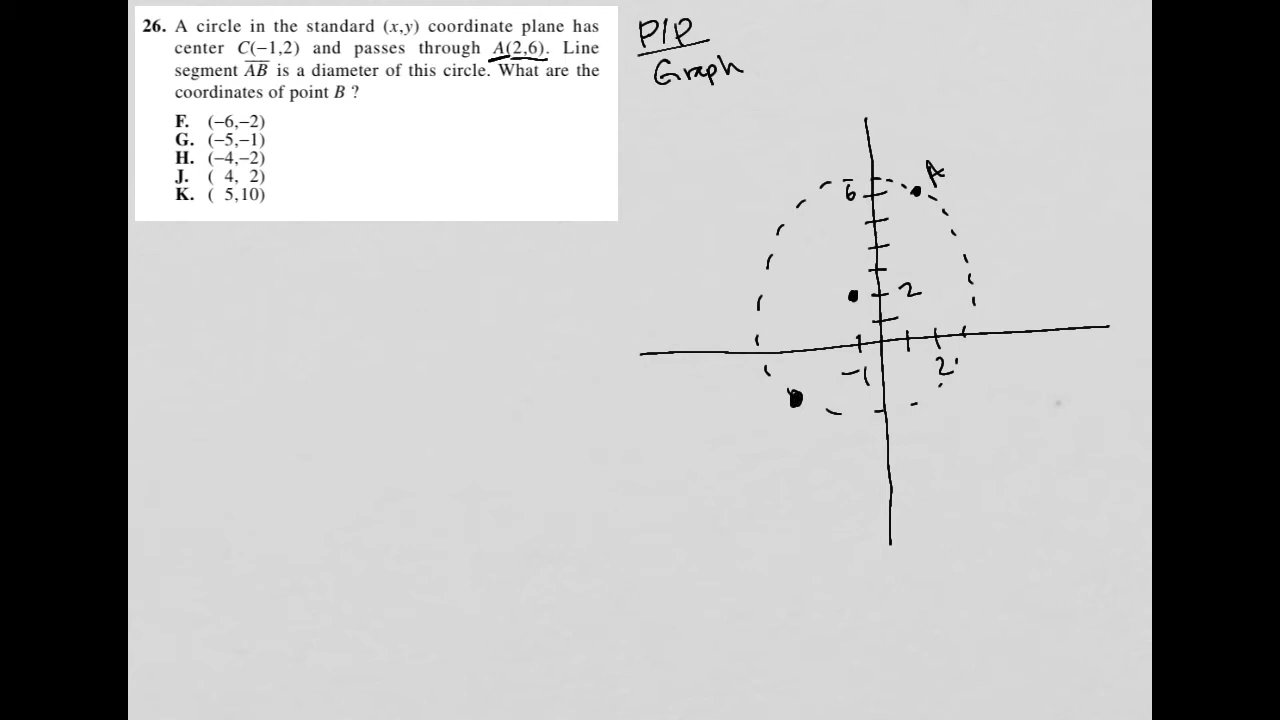 26. A circle in the standard (x,y) coordinate plane has
center C(−1,2) and passes through A(2,6). Line
segment AB is a diameter of this circle. What are the
coordinates of point B ?
F. (−6,−2)
G. (−5,−1)
H. (−4,−2)
J. ( 4, 2)
K. ( 5,10)
PIP
Graph
A
6
2
−1
2